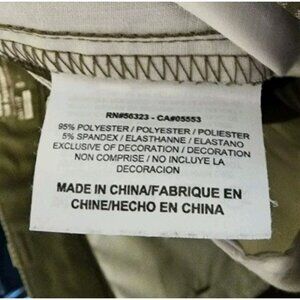 RN#56323 - CA#05553
95% POLYESTER / POLYESTER / POLIESTER
5% SPANDEX / ELASTHANNE / ELASTANO
EXCLUSIVE OF DECORATION / DECORATION
NON COMPRISE / NO INCLUYE LA
DECORACIÓN
MADE IN CHINA/FABRIQUE EN
CHINE/HECHO EN CHINA